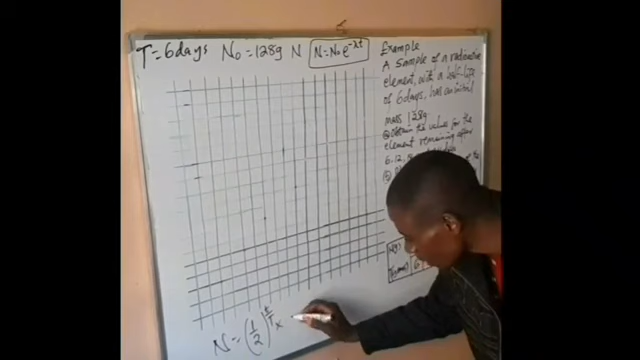 T=6days N₀=128g N N=N₀e^-λt
Example
A sample of a radioactive
element, with a half-life
of 6days, has an initial
mass 128g.
ⓐ Obtain the values for the
element remaining after
6, 12,
N=(1/2)^t/T ×